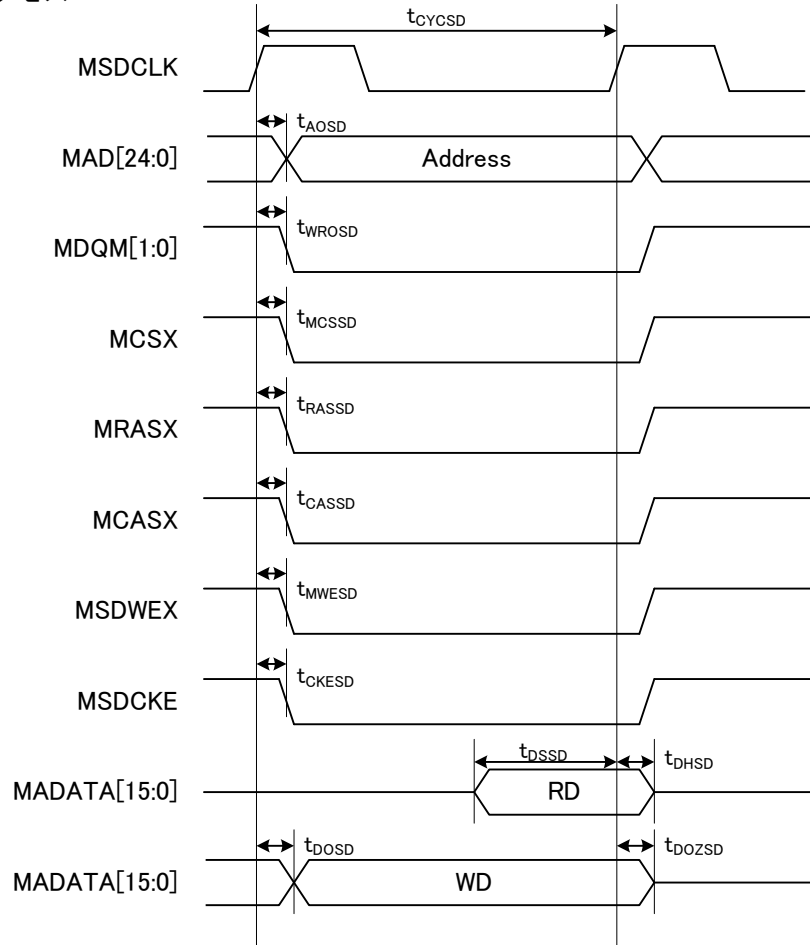 tCYCSD
MSDCLK
tAOSD
MAD[24:0]
Address
tWROSD
MDQM[1:0]
tMCSSD
MCSX
tRASSD
MRASX
tCASSD
MCASX
tMWESD
MSDWEX
tCKESD
MSDCKE
tDSSD
tDHSD
MADATA[15:0]
RD
tDOSD
tDOZSD
MADATA[15:0]
WD